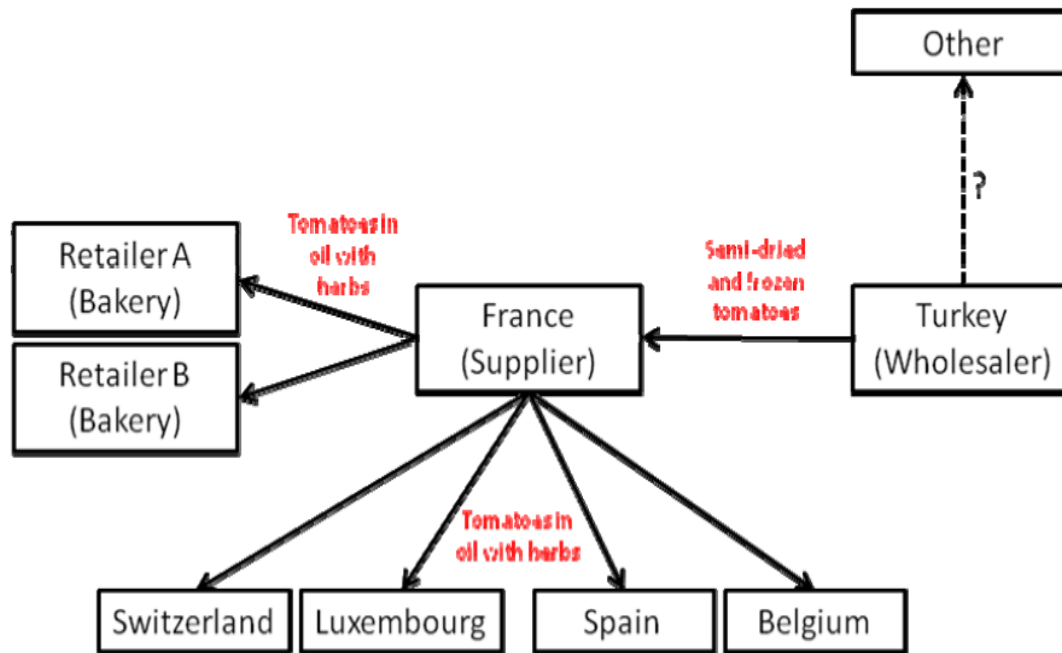 Other
?
Tomatoes in
oil with
herbs
Semi-dried
and frozen
tomatoes
Retailer A
(Bakery)
France
(Supplier)
Turkey
(Wholesaler)
Retailer B
(Bakery)
Tomatoes in
oil with herbs
Switzerland
Luxembourg
Spain
Belgium